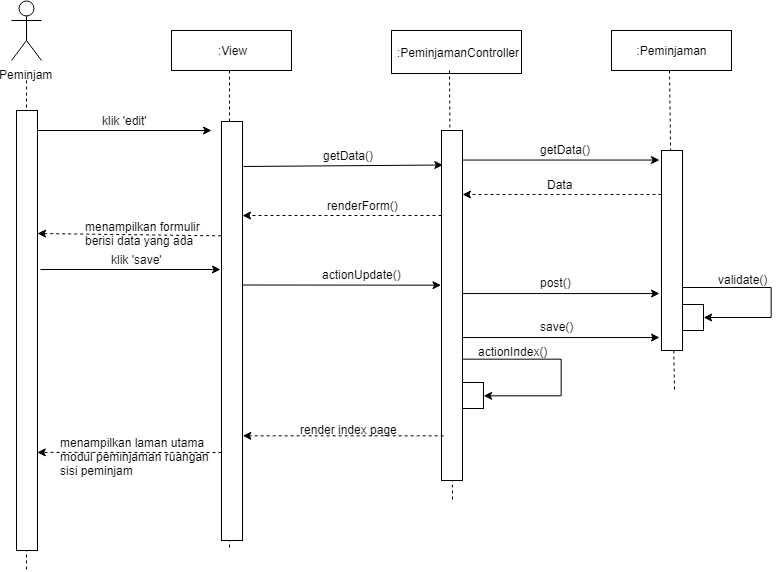 :View
:PeminjamanController
:Peminjaman
Peminjam
klik 'edit'
getData()
getData()
Data
renderForm()
menampilkan formulir
berisi data yang ada
klik 'save'
actionUpdate()
post()
validate()
save()
actionIndex()
render index page
menampilkan laman utama
modul peminjaman ruangan
sisi peminjam